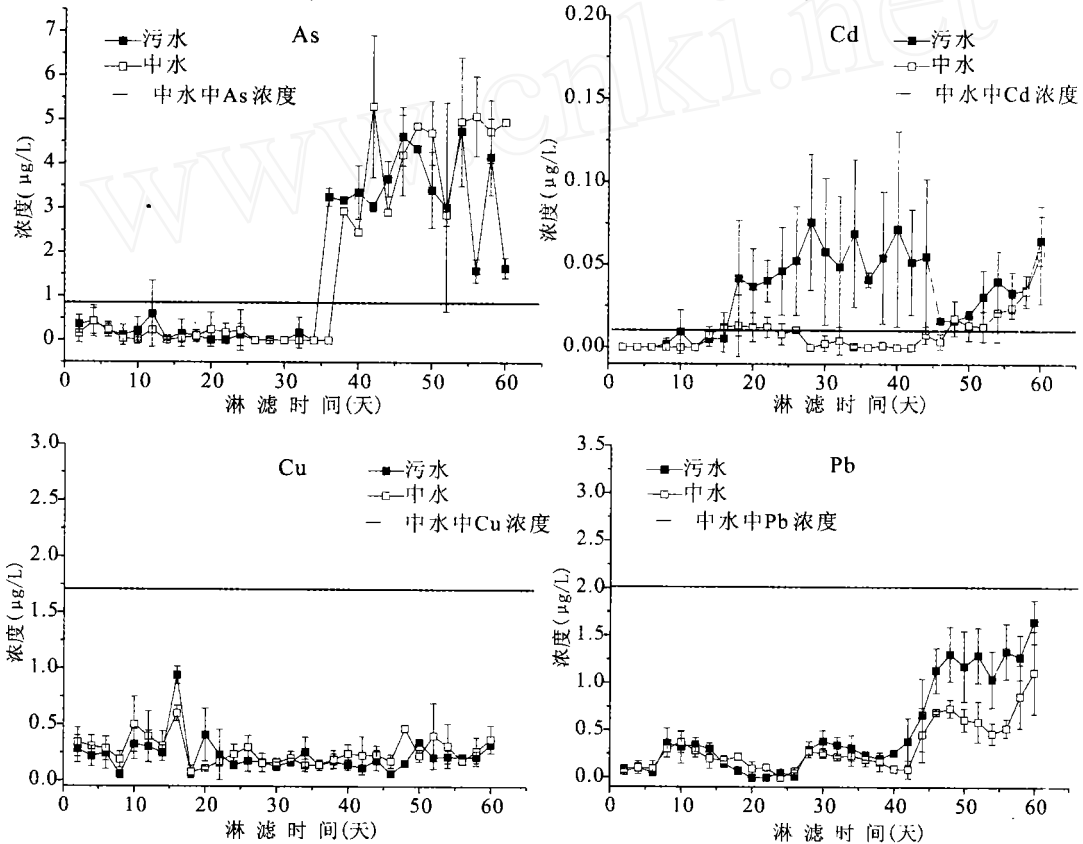 As
污水
中水
中水中As浓度
浓度(μg/L)
7
6
5
4
3
2
1
0
0 10 20 30 40 50 60
淋滤时间(天)
Cd
污水
中水
中水中Cd浓度
浓度(μg/L)
0.20
0.15
0.10
0.05
0.00
0 10 20 30 40 50 60
淋滤时间(天)
Cu
污水
中水
中水中Cu浓度
浓度(μg/L)
3.0
2.5
2.0
1.5
1.0
0.5
0.0
0 10 20 30 40 50 60
淋滤时间(天)
Pb
污水
中水
中水中Pb浓度
浓度(μg/L)
3.5
3.0
2.5
2.0
1.5
1.0
0.5
0.0
0 10 20 30 40 50 60
淋滤时间(天)
www.cnki.net